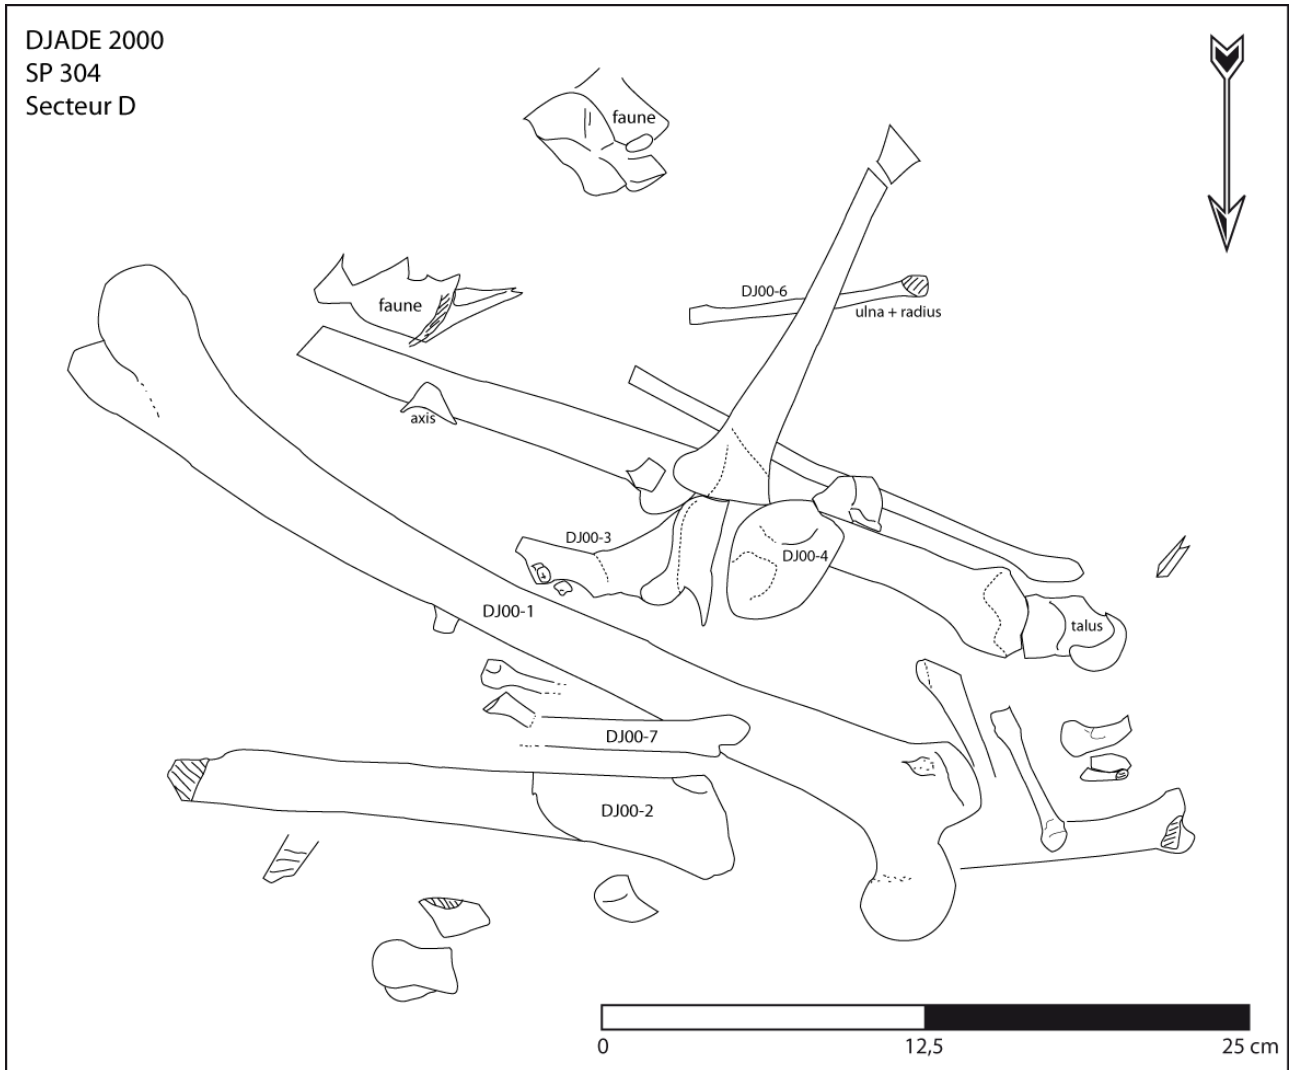 DJADE 2000
SP 304
Secteur D
faune
faune
DJ00-6
ulna + radius
axis
DJ00-3
DJ00-4
DJ00-1
talus
DJ00-7
DJ00-2
0 12,5 25 cm